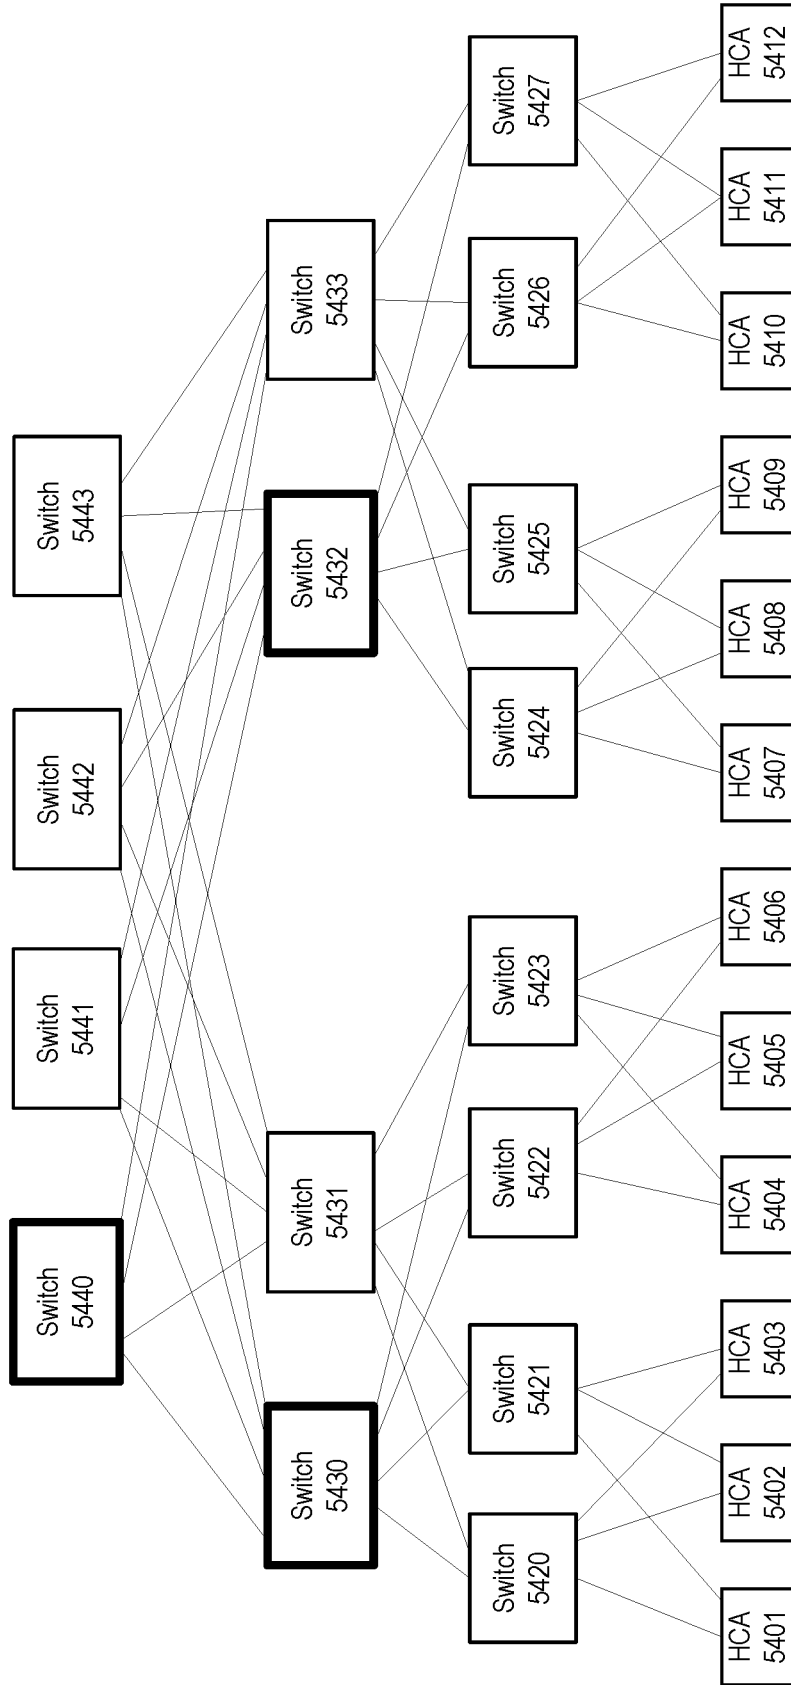 Switch
5440
Switch
5441
Switch
5442
Switch
5443
Switch
5430
Switch
5431
Switch
5432
Switch
5433
Switch
5420
Switch
5421
Switch
5422
Switch
5423
Switch
5424
Switch
5425
Switch
5426
Switch
5427
HCA
5401
HCA
5402
HCA
5403
HCA
5404
HCA
5405
HCA
5406
HCA
5407
HCA
5408
HCA
5409
HCA
5410
HCA
5411
HCA
5412